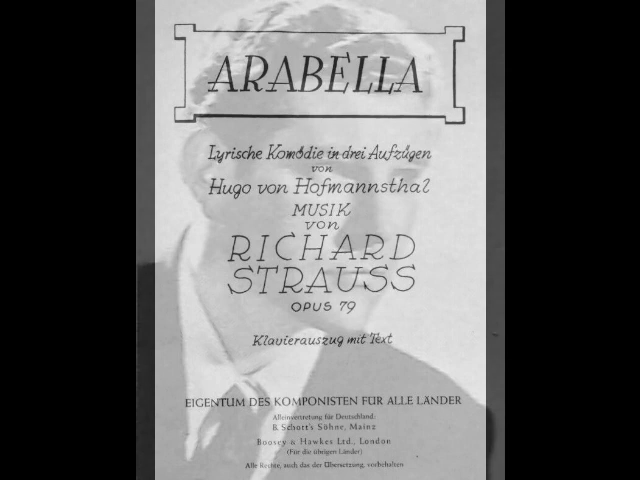 ARABELLA
Lyrische Komödie in drei Aufzügen
von
Hugo von Hofmannsthal
MUSIK
von
RICHARD
STRAUSS
OPUS 79
Klavierauszug mit Text
EIGENTUM DES KOMPONISTEN FÜR ALLE LÄNDER
Alleinvertretung für Deutschland:
B. Schott's Söhne, Mainz
Boosey & Hawkes Ltd., London
(Für die übrigen Länder)
Alle Rechte, auch das der Übersetzung, vorbehalten